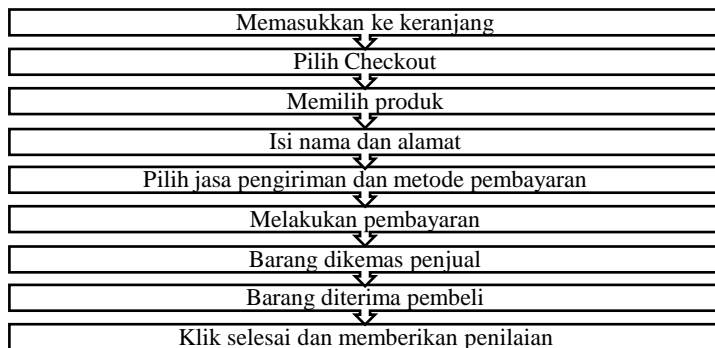 Memasukkan ke keranjang
Pilih Checkout
Memilih produk
Isi nama dan alamat
Pilih jasa pengiriman dan metode pembayaran
Melakukan pembayaran
Barang dikemas penjual
Barang diterima pembeli
Klik selesai dan memberikan penilaian